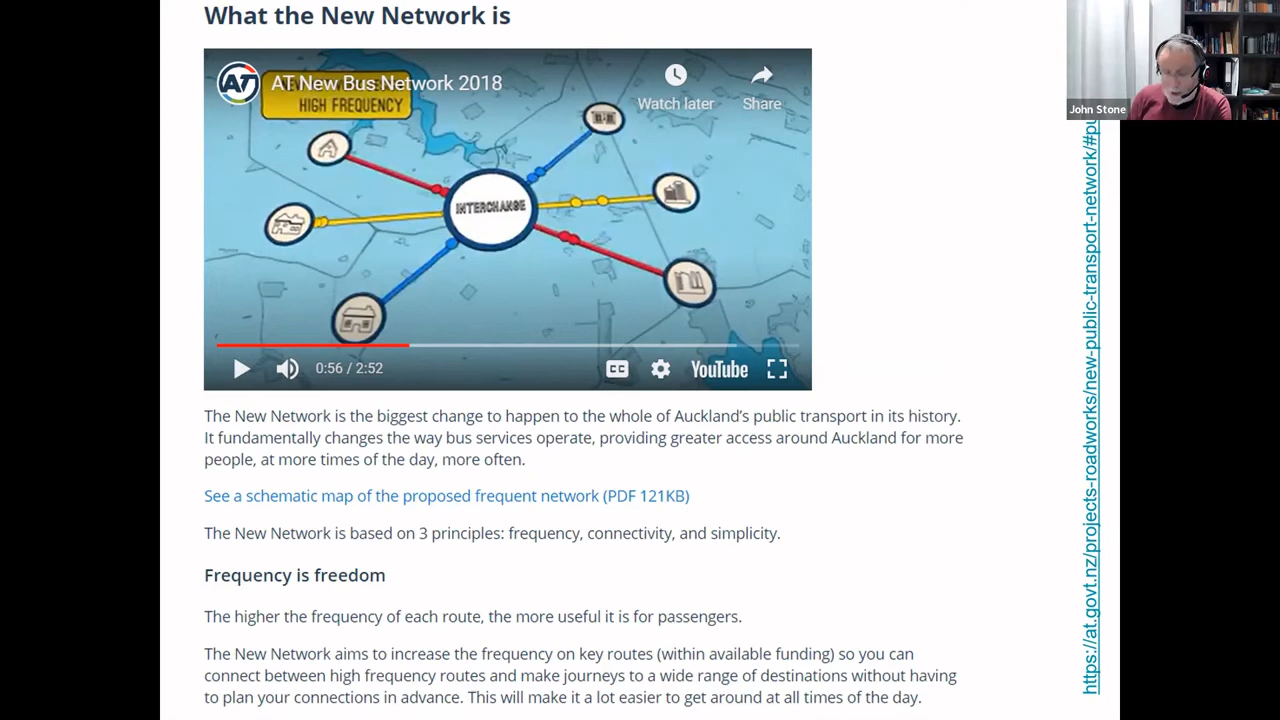 What the New Network is
AT
AT New Bus Network 2018
HIGH FREQUENCY
Watch later
Share
INTERCHANGE
0:56 / 2:52
CC
YouTube
The New Network is the biggest change to happen to the whole of Auckland’s public transport in its history.
It fundamentally changes the way bus services operate, providing greater access around Auckland for more
people, at more times of the day, more often.
See a schematic map of the proposed frequent network (PDF 121KB)
The New Network is based on 3 principles: frequency, connectivity, and simplicity.
Frequency is freedom
The higher the frequency of each route, the more useful it is for passengers.
The New Network aims to increase the frequency on key routes (within available funding) so you can
connect between high frequency routes and make journeys to a wide range of destinations without having
to plan your connections in advance. This will make it a lot easier to get around at all times of the day.
John Stone
https://at.govt.nz/projects-roadworks/new-public-transport-network/#pu